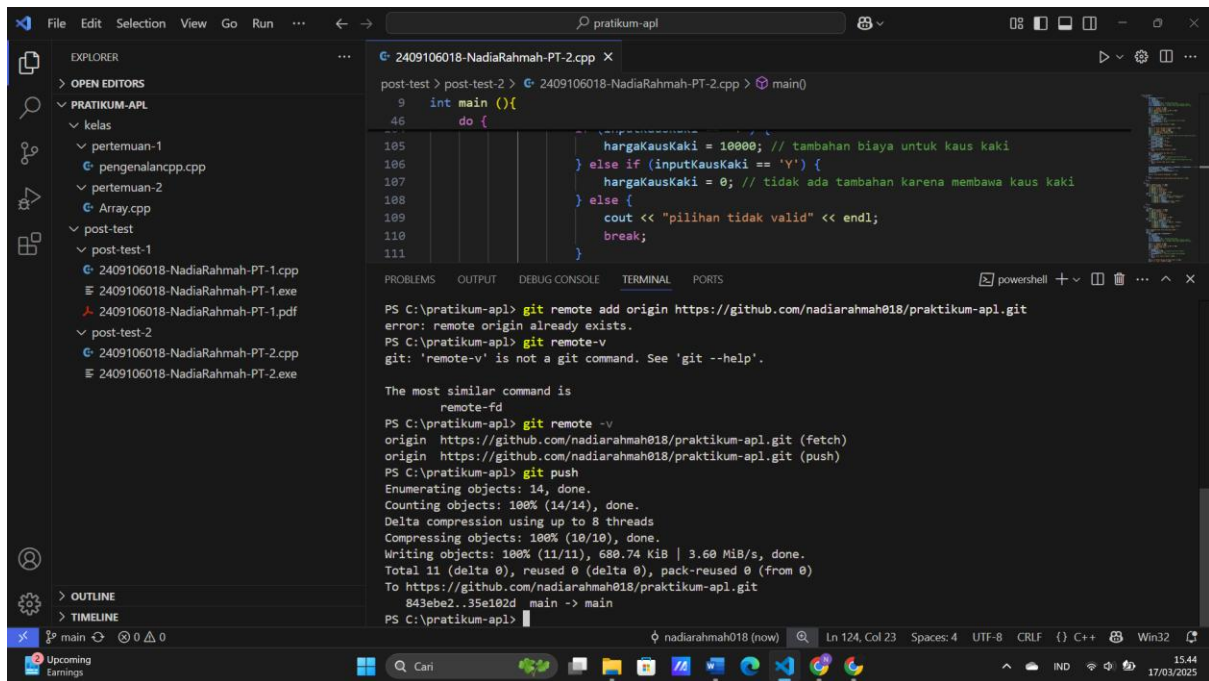 File Edit Selection View Go Run ... pratikum-apl
EXPLORER
OPEN EDITORS
PRATIKUM-APL
kelas
pertemuan-1
pengenalancpp.cpp
pertemuan-2
Array.cpp
post-test
post-test-1
2409106018-NadiaRahmah-PT-1.cpp
2409106018-NadiaRahmah-PT-1.exe
2409106018-NadiaRahmah-PT-1.pdf
post-test-2
2409106018-NadiaRahmah-PT-2.cpp
2409106018-NadiaRahmah-PT-2.exe
OUTLINE
TIMELINE
2409106018-NadiaRahmah-PT-2.cpp
post-test > post-test-2 > 2409106018-NadiaRahmah-PT-2.cpp > main()
9 int main (){
46 do {
105 hargaKausKaki = 10000; // tambahan biaya untuk kaus kaki
106 } else if (inputKausKaki == 'Y') {
107 hargaKausKaki = 0; // tidak ada tambahan karena membawa kaus kaki
108 } else {
109 cout << "pilihan tidak valid" << endl;
110 break;
111 }
PROBLEMS OUTPUT DEBUG CONSOLE TERMINAL PORTS powershell
PS C:\pratikum-apl> git remote add origin https://github.com/nadiarahmah018/praktikum-apl.git
error: remote origin already exists.
PS C:\pratikum-apl> git remote-v
git: 'remote-v' is not a git command. See 'git --help'.
The most similar command is
remote-fd
PS C:\pratikum-apl> git remote -v
origin https://github.com/nadiarahmah018/praktikum-apl.git (fetch)
origin https://github.com/nadiarahmah018/praktikum-apl.git (push)
PS C:\pratikum-apl> git push
Enumerating objects: 14, done.
Counting objects: 100% (14/14), done.
Delta compression using up to 8 threads
Compressing objects: 100% (10/10), done.
Writing objects: 100% (11/11), 680.74 KiB | 3.60 MiB/s, done.
Total 11 (delta 0), reused 0 (delta 0), pack-reused 0 (from 0)
To https://github.com/nadiarahmah018/praktikum-apl.git
843ebe2..35e102d main -> main
PS C:\pratikum-apl>
main 0 0 nadiarahmah018 (now) Ln 124, Col 23 Spaces: 4 UTF-8 CRLF {} C++ Win32
2 Upcoming
Earnings
Cari
IND
15.44
17/03/2025